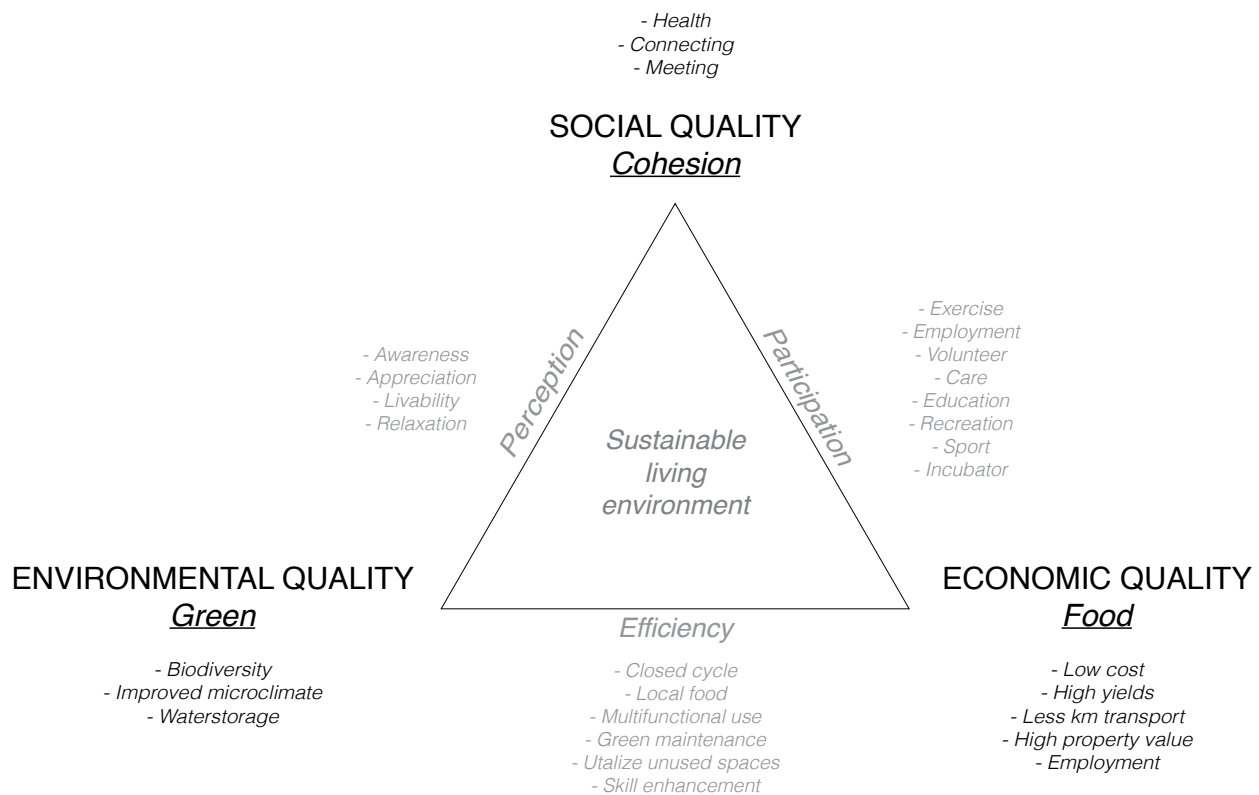 - Health
- Connecting
- Meeting
SOCIAL QUALITY
Cohesion
Perception
- Awareness
- Appreciation
- Livability
- Relaxation
Participation
- Exercise
- Employment
- Volunteer
- Care
- Education
- Recreation
- Sport
- Incubator
Sustainable
living
environment
ENVIRONMENTAL QUALITY
Green
- Biodiversity
- Improved microclimate
- Waterstorage
Efficiency
- Closed cycle
- Local food
- Multifunctional use
- Green maintenance
- Utalize unused spaces
- Skill enhancement
ECONOMIC QUALITY
Food
- Low cost
- High yields
- Less km transport
- High property value
- Employment